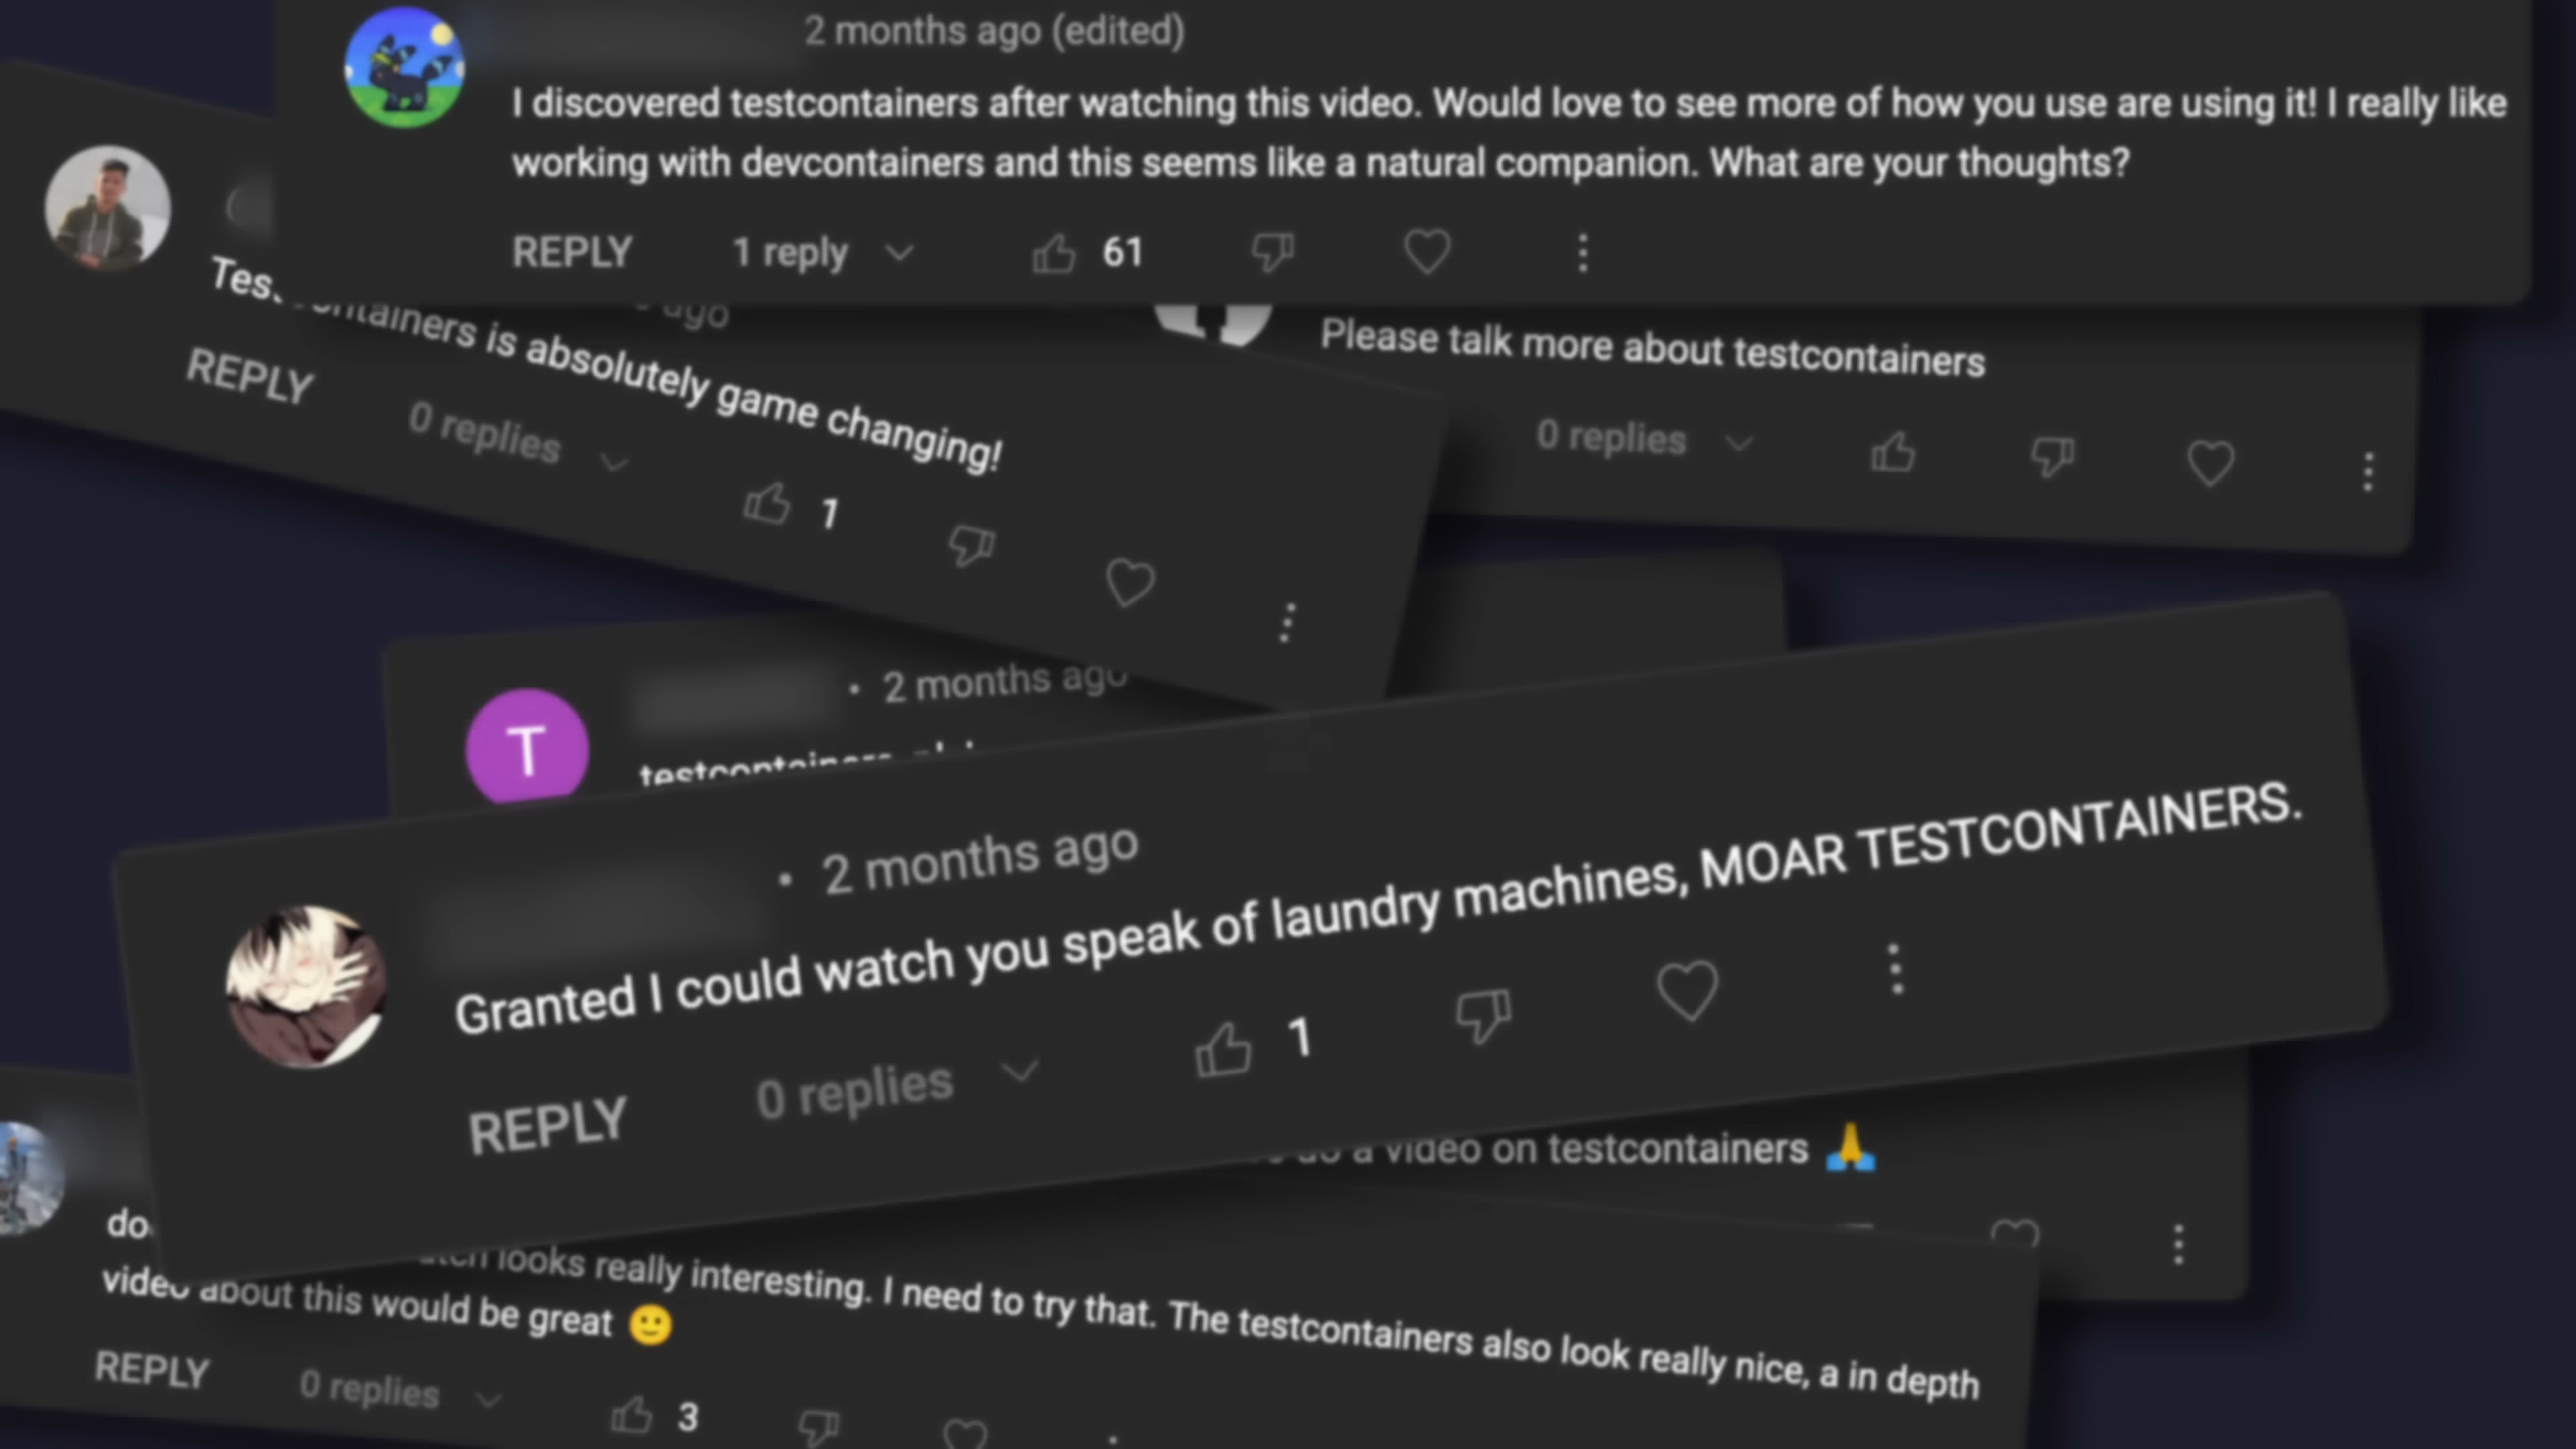 2 months ago (edited)
I discovered testcontainers after watching this video. Would love to see more of how you use are using it! I really like
working with devcontainers and this seems like a natural companion. What are your thoughts?
REPLY 1 reply 61
ago
is absolutely game changing!
REPLY 0 replies 1
Please talk more about testcontainers
0 replies
T
2 months ago
testcontainers
2 months ago
Granted I could watch you speak of laundry machines, MOAR TESTCONTAINERS.
REPLY 0 replies 1
do a video on testcontainers 🙏
looks really interesting. I need to try that. The testcontainers also look really nice, a in depth
video about this would be great 🙂
REPLY 0 replies 3